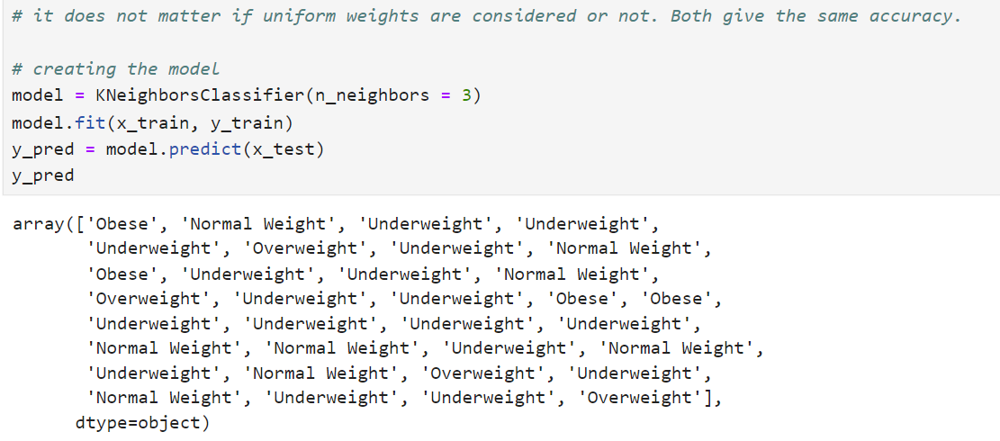 # it does not matter if uniform weights are considered or not. Both give the same accuracy.
# creating the model
model = KNeighborsClassifier(n_neighbors = 3)
model.fit(x_train, y_train)
y_pred = model.predict(x_test)
y_pred
array(['Obese', 'Normal Weight', 'Underweight', 'Underweight',
'Underweight', 'Overweight', 'Underweight', 'Normal Weight',
'Obese', 'Underweight', 'Underweight', 'Normal Weight',
'Overweight', 'Underweight', 'Underweight', 'Obese', 'Obese',
'Underweight', 'Underweight', 'Underweight', 'Underweight',
'Normal Weight', 'Normal Weight', 'Underweight', 'Normal Weight',
'Underweight', 'Normal Weight', 'Overweight', 'Underweight',
'Normal Weight', 'Underweight', 'Underweight', 'Overweight'],
dtype=object)